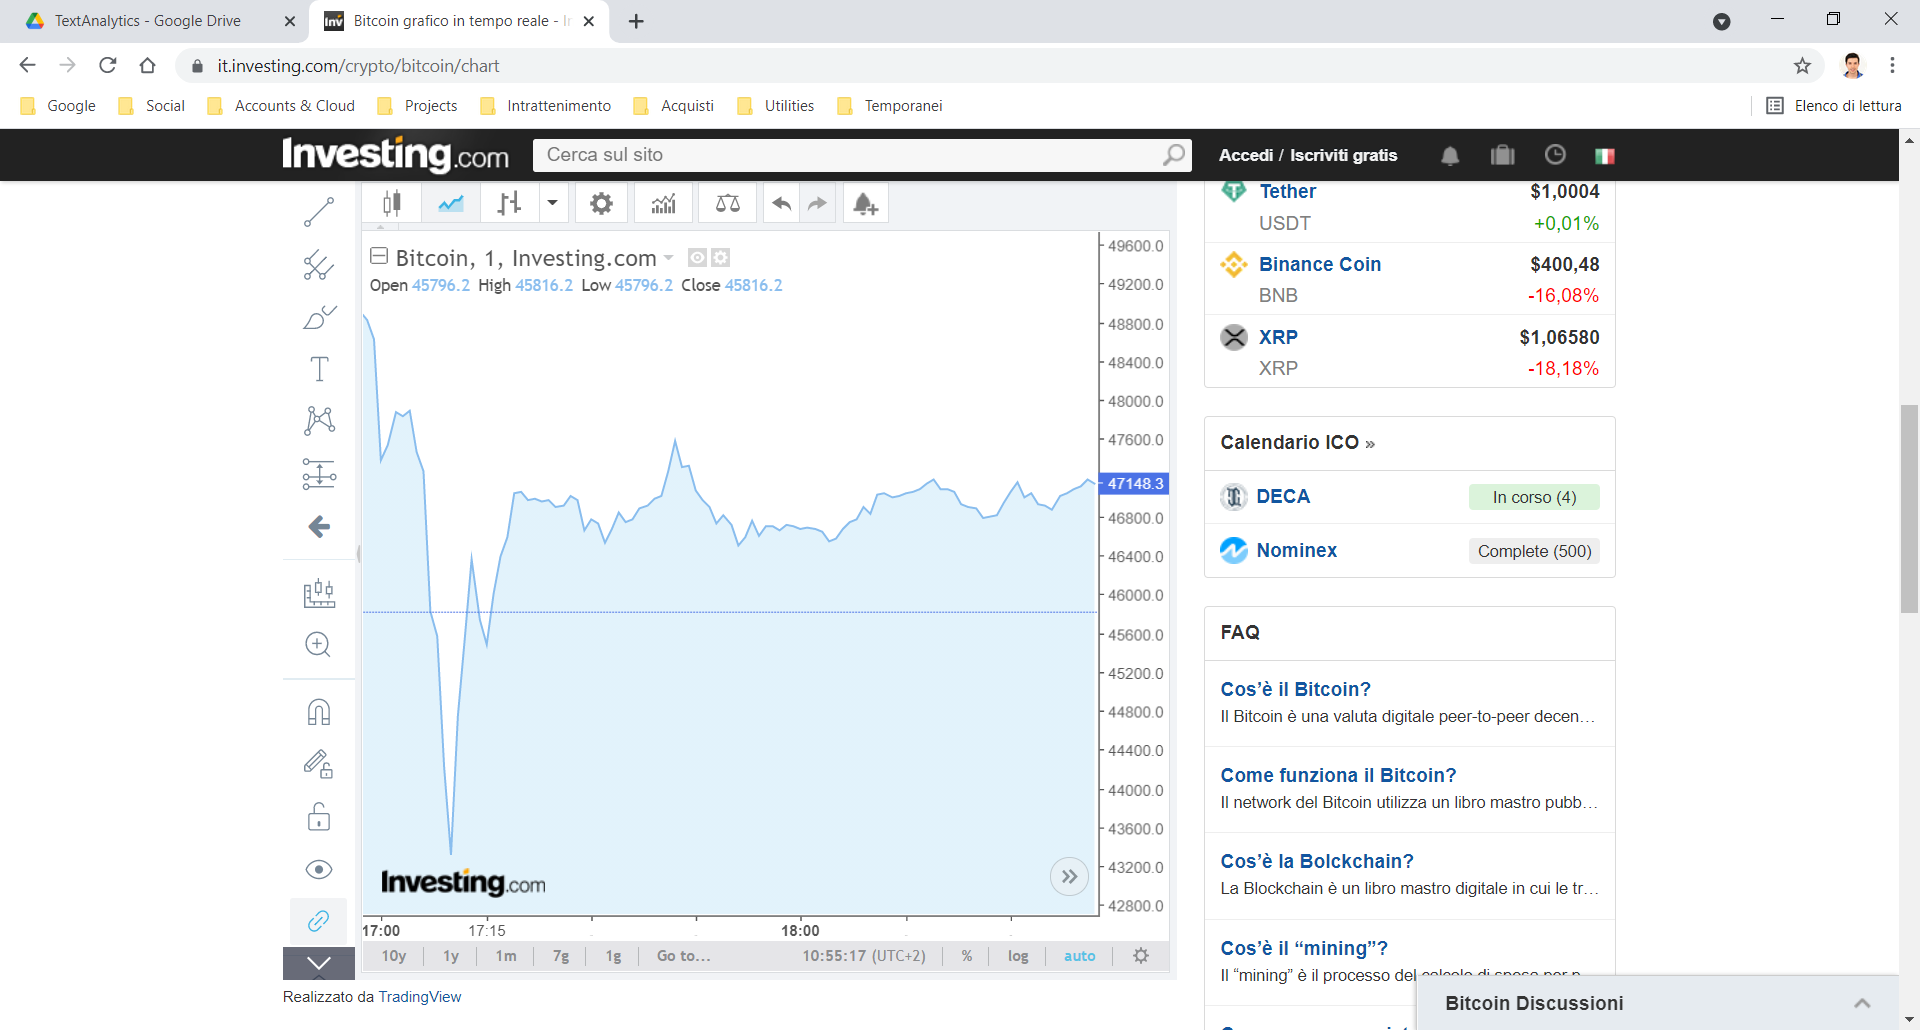 TextAnalytics - Google Drive
Bitcoin grafico in tempo reale - I
it.investing.com/crypto/bitcoin/chart
Google
Social
Accounts & Cloud
Projects
Intrattenimento
Acquisti
Utilities
Temporanei
Elenco di lettura
Investing.com
Cerca sul sito
Accedi / Iscriviti gratis
Bitcoin, 1, Investing.com
Open 45796.2 High 45816.2 Low 45796.2 Close 45816.2
49600.0
49200.0
48800.0
48400.0
48000.0
47600.0
47148.3
46800.0
46400.0
46000.0
45600.0
45200.0
44800.0
44400.0
44000.0
43600.0
43200.0
42800.0
Investing.com
17:00
17:15
18:00
10y
1y
1m
7g
1g
Go to...
10:55:17 (UTC+2)
%
log
auto
Realizzato da TradingView
Tether
$1,0004
USDT
+0,01%
Binance Coin
$400,48
BNB
-16,08%
XRP
$1,06580
XRP
-18,18%
Calendario ICO »
DECA
In corso (4)
Nominex
Complete (500)
FAQ
Cos'è il Bitcoin?
Il Bitcoin è una valuta digitale peer-to-peer decen...
Come funziona il Bitcoin?
Il network del Bitcoin utilizza un libro mastro pubb...
Cos'è la Bolckchain?
La Blockchain è un libro mastro digitale in cui le tr...
Cos'è il “mining”?
Il “mining” è il processo del
Bitcoin Discussioni